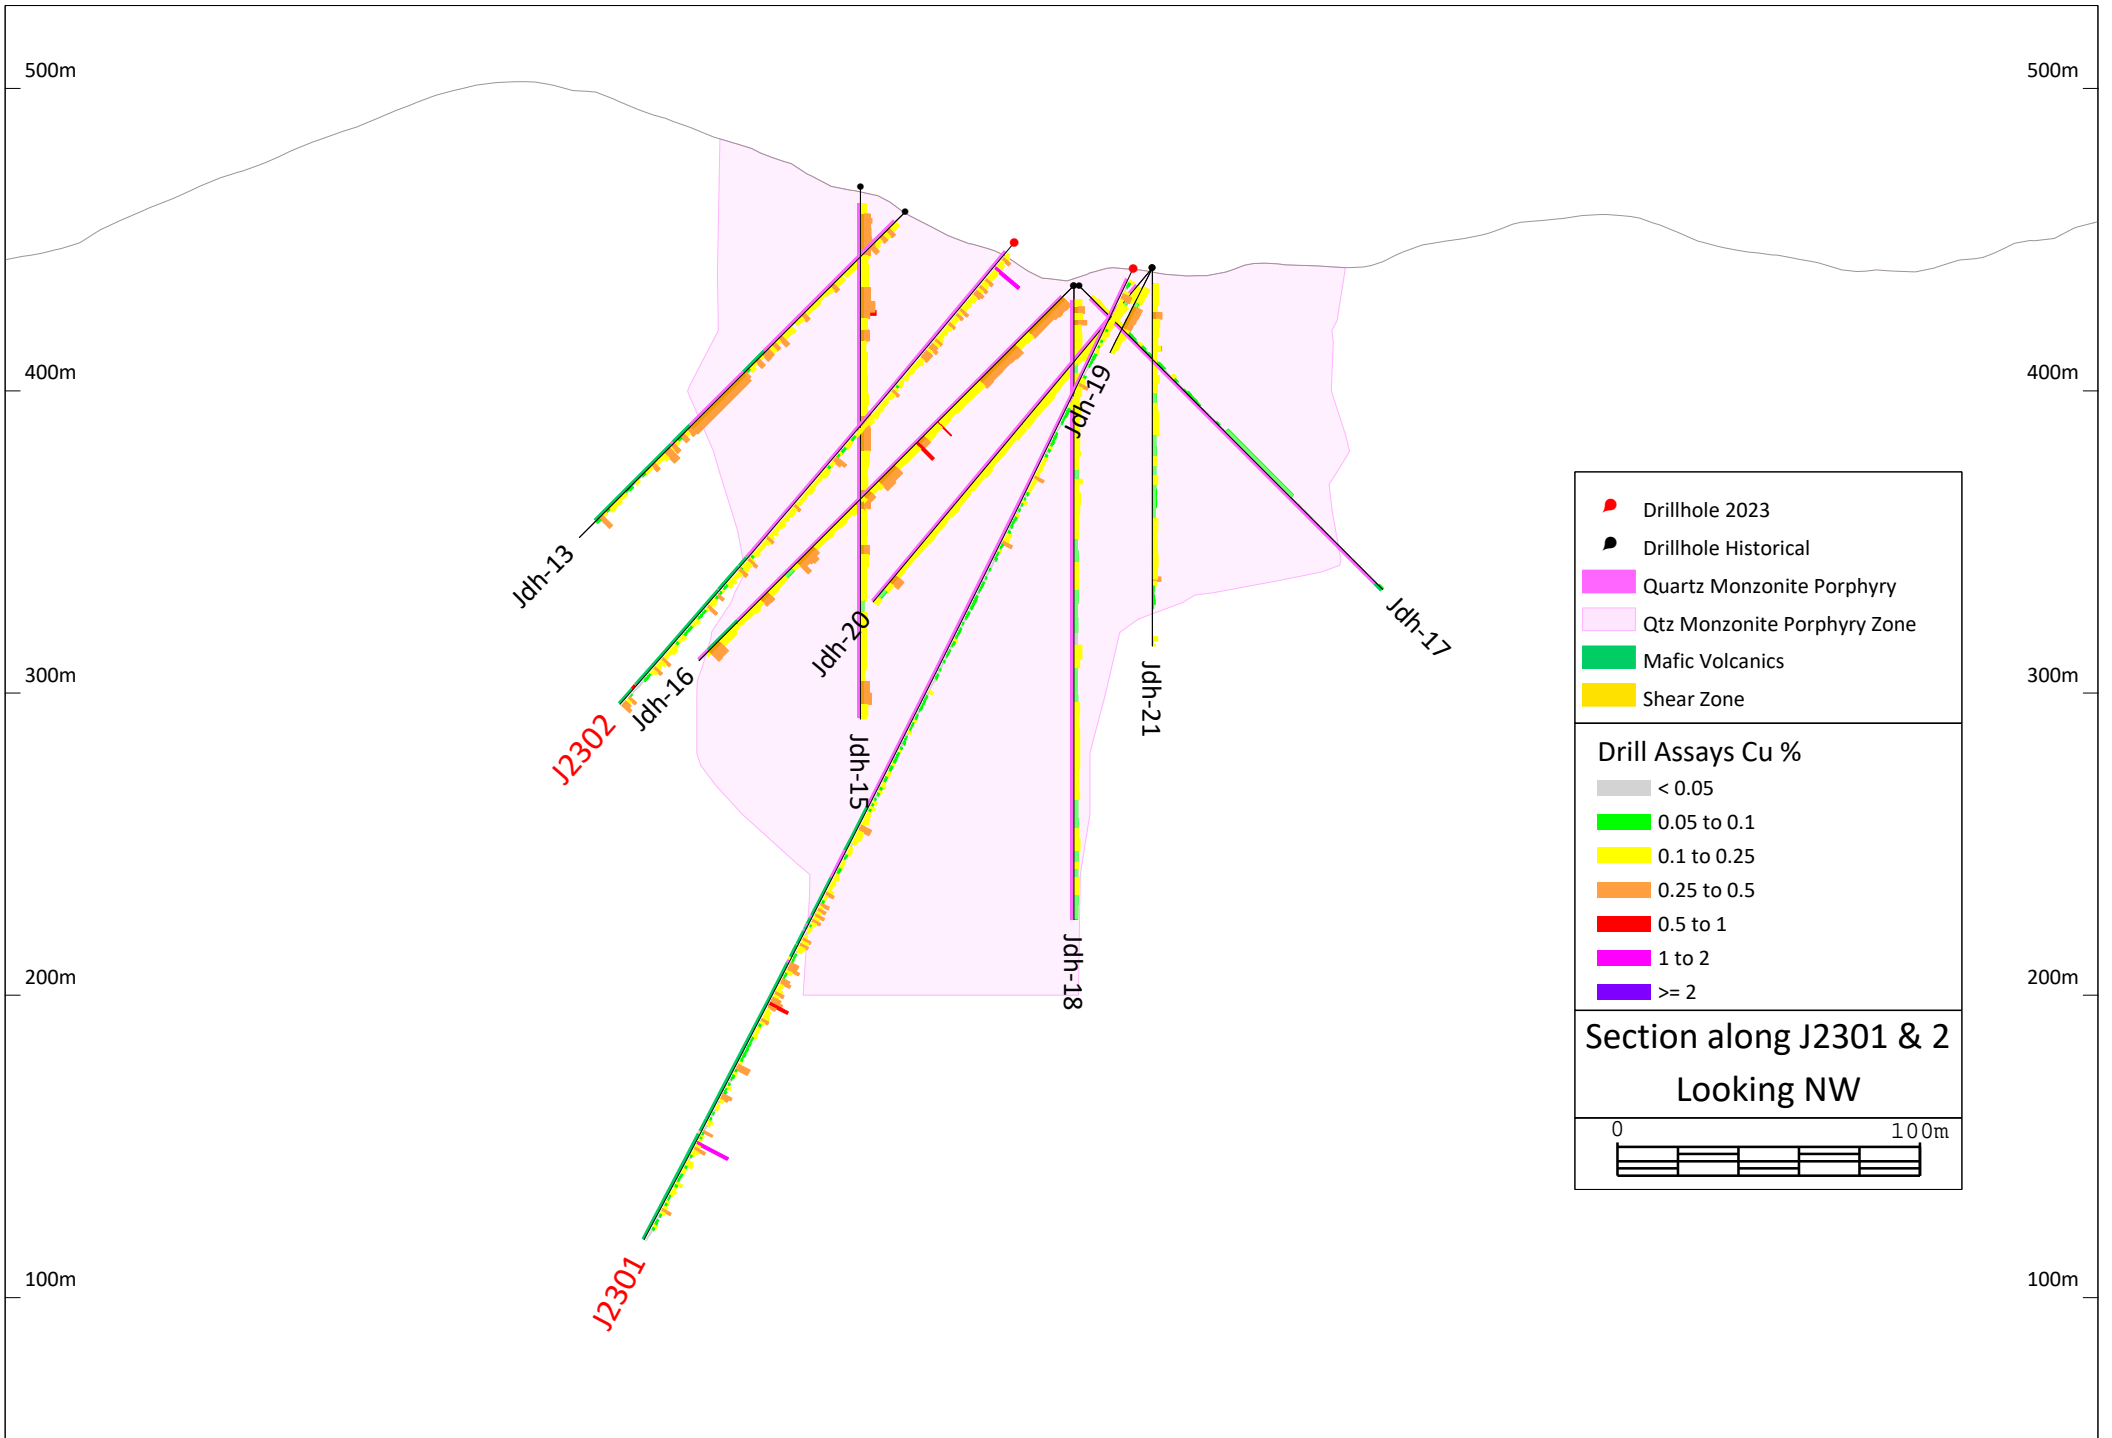 500m
500m
400m
400m
300m
300m
200m
200m
100m
100m
Jdh-13
J2302
Jdh-16
Jdh-15
Jdh-20
Jdh-19
Jdh-18
Jdh-21
Jdh-17
J2301
Drillhole 2023
Drillhole Historical
Quartz Monzonite Porphyry
Qtz Monzonite Porphyry Zone
Mafic Volcanics
Shear Zone
Drill Assays Cu %
< 0.05
0.05 to 0.1
0.1 to 0.25
0.25 to 0.5
0.5 to 1
1 to 2
>= 2
Section along J2301 & 2
Looking NW
0 100m